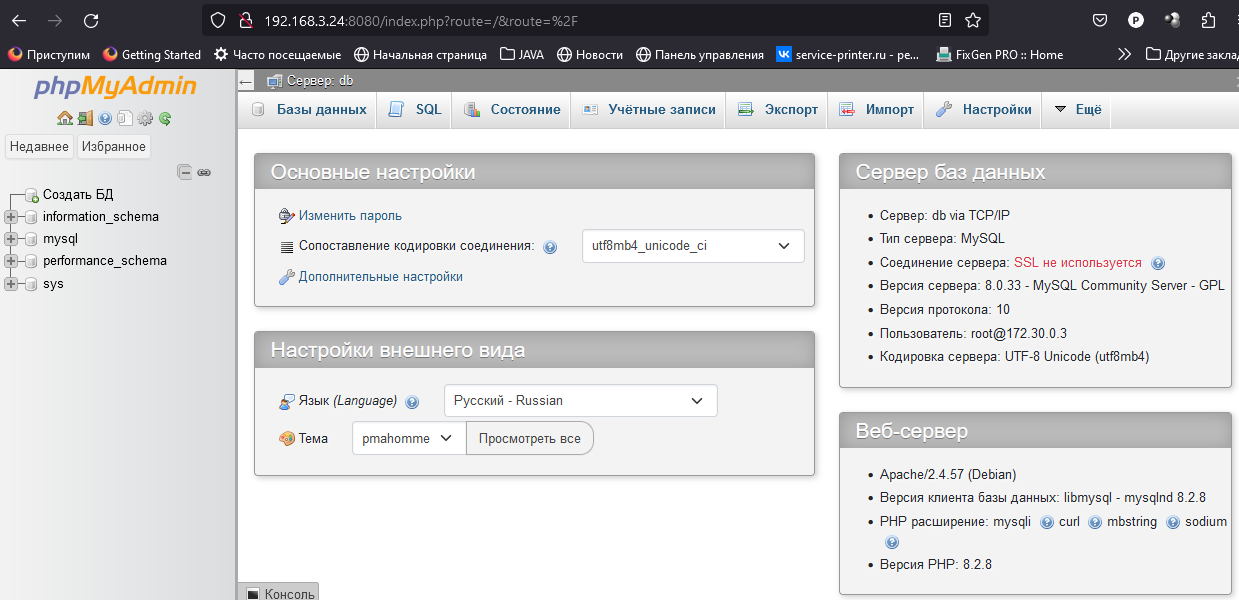 192.168.3.24:8080/index.php?route=/&route=%2F
Приступим Getting Started Часто посещаемые Начальная страница JAVA Новости Панель управления service-printer.ru - ре... FixGen PRO :: Home Другие закла
phpMyAdmin
Недавнее Избранное
Создать БД
information_schema
mysql
performance_schema
sys
Сервер: db
Базы данных SQL Состояние Учётные записи Экспорт Импорт Настройки Ещё
Основные настройки
Изменить пароль
Сопоставление кодировки соединения: utf8mb4_unicode_ci
Дополнительные настройки
Настройки внешнего вида
Язык (Language) Русский - Russian
Тема pmahomme Просмотреть все
Сервер баз данных
Сервер: db via TCP/IP
Тип сервера: MySQL
Соединение сервера: SSL не используется
Версия сервера: 8.0.33 - MySQL Community Server - GPL
Версия протокола: 10
Пользователь: root@172.30.0.3
Кодировка сервера: UTF-8 Unicode (utf8mb4)
Веб-сервер
Apache/2.4.57 (Debian)
Версия клиента базы данных: libmysql - mysqlnd 8.2.8
PHP расширение: mysqli curl mbstring sodium
Версия PHP: 8.2.8
Консоль